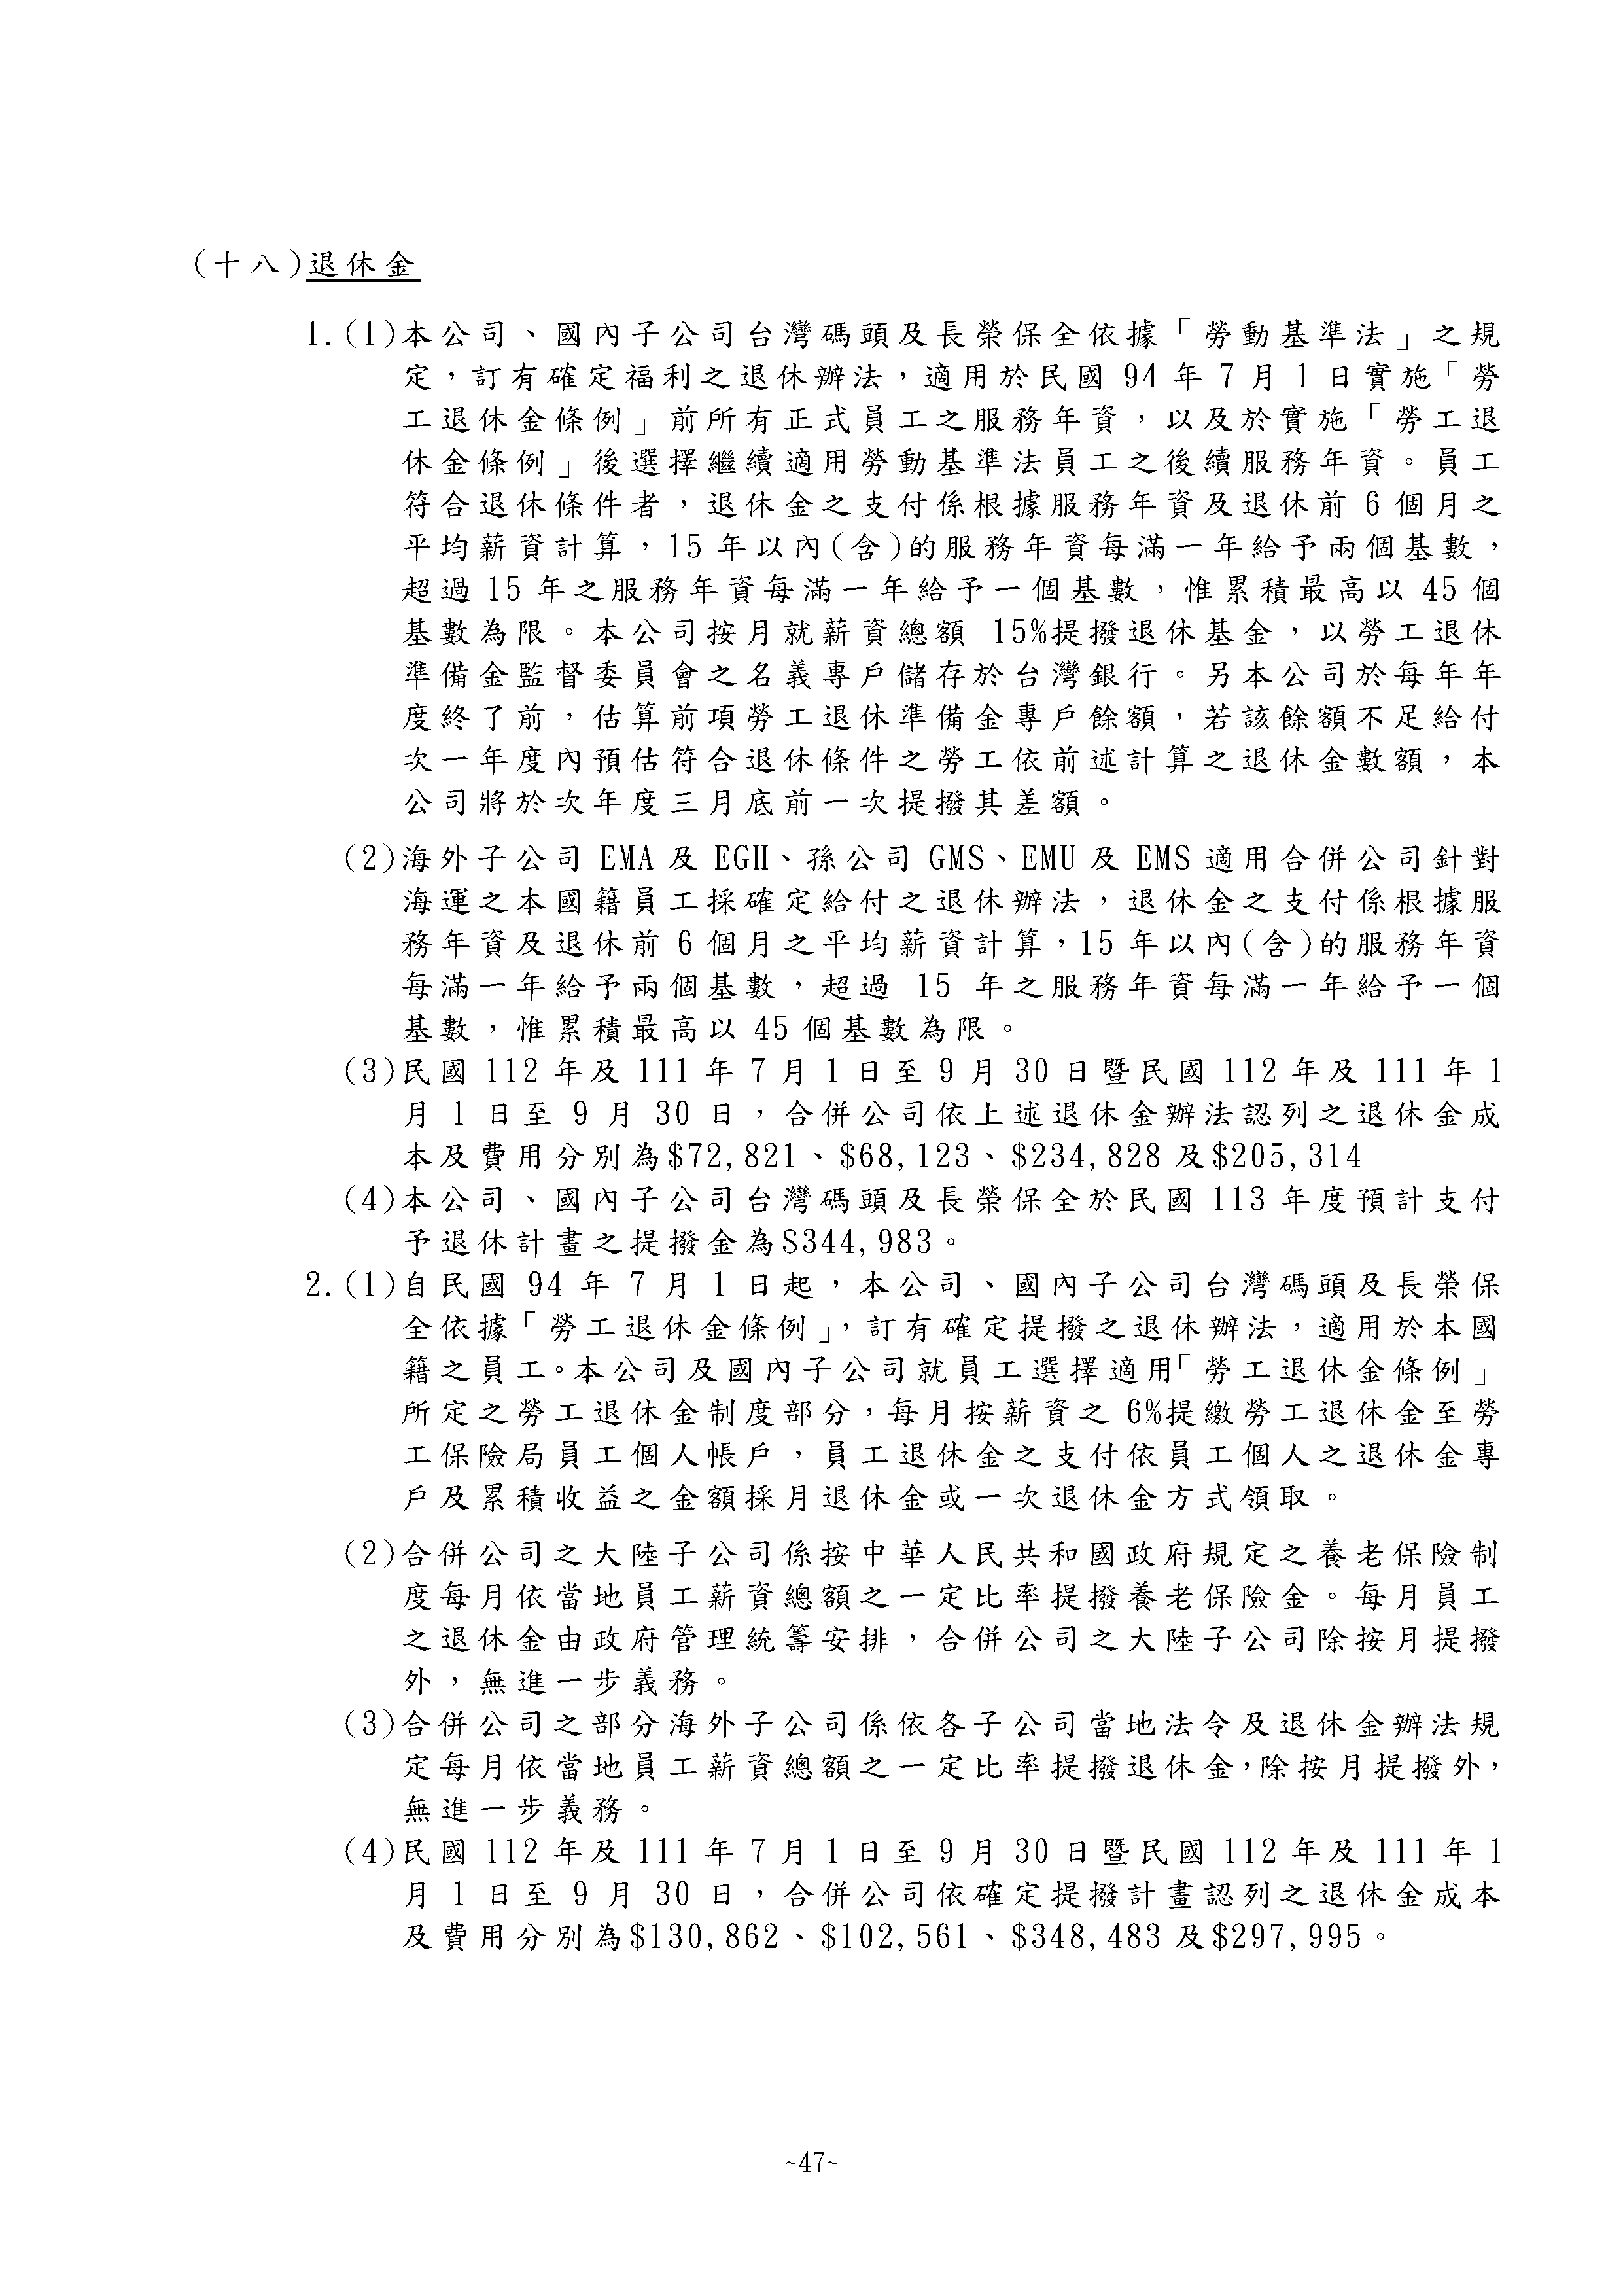 (十八)退休金
1.(1)本公司、國內子公司台灣碼頭及長榮保全依據「勞動基準法」之規
定，訂有確定福利之退休辦法，適用於民國 94 年 7 月 1 日實施「勞
工退休金條例」前所有正式員工之服務年資，以及於實施「勞工退
休金條例」後選擇繼續適用勞動基準法員工之後續服務年資。員工
符合退休條件者，退休金之支付係根據服務年資及退休前 6 個月之
平均薪資計算，15 年以內(含)的服務年資每滿一年給予兩個基數，
超過 15 年之服務年資每滿一年給予一個基數，惟累積最高以 45 個
基數為限。本公司按月就薪資總額 15%提撥退休基金，以勞工退休
準備金監督委員會之名義專戶儲存於台灣銀行。另本公司於每年年
度終了前，估算前項勞工退休準備金專戶餘額，若該餘額不足給付
次一年度內預估符合退休條件之勞工依前述計算之退休金數額，本
公司將於次年度三月底前一次提撥其差額。
(2)海外子公司 EMA 及 EGH、孫公司 GMS、EMU 及 EMS 適用合併公司針對
海運之本國籍員工採確定給付之退休辦法，退休金之支付係根據服
務年資及退休前 6 個月之平均薪資計算，15 年以內(含)的服務年資
每滿一年給予兩個基數，超過 15 年之服務年資每滿一年給予一個
基數，惟累積最高以 45 個基數為限。
(3)民國 112 年及 111 年 7 月 1 日至 9 月 30 日暨民國 112 年及 111 年 1
月 1 日至 9 月 30 日，合併公司依上述退休金辦法認列之退休金成
本及費用分別為$72,821、$68,123、$234,828 及$205,314
(4)本公司、國內子公司台灣碼頭及長榮保全於民國 113 年度預計支付
予退休計畫之提撥金為$344,983。
2.(1)自民國 94 年 7 月 1 日起，本公司、國內子公司台灣碼頭及長榮保
全依據「勞工退休金條例」，訂有確定提撥之退休辦法，適用於本國
籍之員工。本公司及國內子公司就員工選擇適用「勞工退休金條例」
所定之勞工退休金制度部分，每月按薪資之 6%提繳勞工退休金至勞
工保險局員工個人帳戶，員工退休金之支付依員工個人之退休金專
戶及累積收益之金額採月退休金或一次退休金方式領取。
(2)合併公司之大陸子公司係按中華人民共和國政府規定之養老保險制
度每月依當地員工薪資總額之一定比率提撥養老保險金。每月員工
之退休金由政府管理統籌安排，合併公司之大陸子公司除按月提撥
外，無進一步義務。
(3)合併公司之部分海外子公司係依各子公司當地法令及退休金辦法規
定每月依當地員工薪資總額之一定比率提撥退休金，除按月提撥外，
無進一步義務。
(4)民國 112 年及 111 年 7 月 1 日至 9 月 30 日暨民國 112 年及 111 年 1
月 1 日至 9 月 30 日，合併公司依確定提撥計畫認列之退休金成本
及費用分別為$130,862、$102,561、$348,483 及$297,995。
~47~